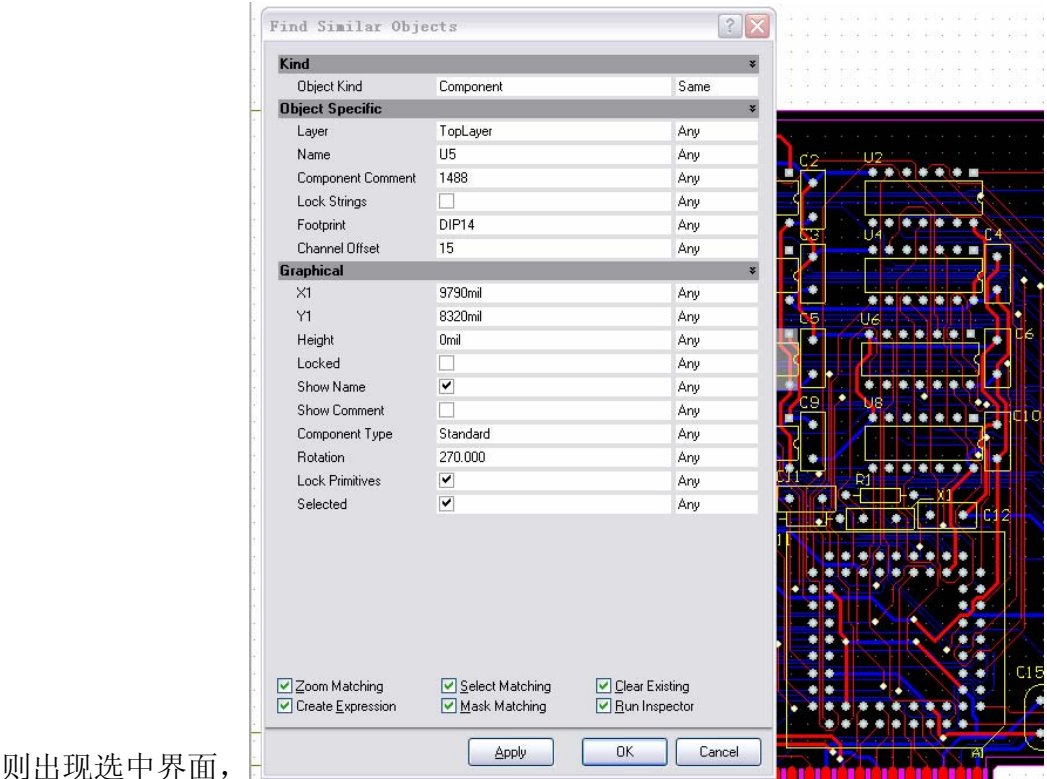 Find Similar Objects
Kind
Object Kind Component Same
Object Specific
Layer TopLayer Any
Name U5 Any
Component Comment 1488 Any
Lock Strings Any
Footprint DIP14 Any
Channel Offset 15 Any
Graphical
X1 9790mil Any
Y1 8320mil Any
Height 0mil Any
Locked Any
Show Name Any
Show Comment Any
Component Type Standard Any
Rotation 270.000 Any
Lock Primitives Any
Selected Any
Zoom Matching Select Matching Clear Existing
Create Expression Mask Matching Run Inspector
Apply OK Cancel
C2 U2
C3 U4 C4
C5 U6 C6
C9 U8 C10
C11 R1 X1
C12
C15
A1
则出现选中界面，